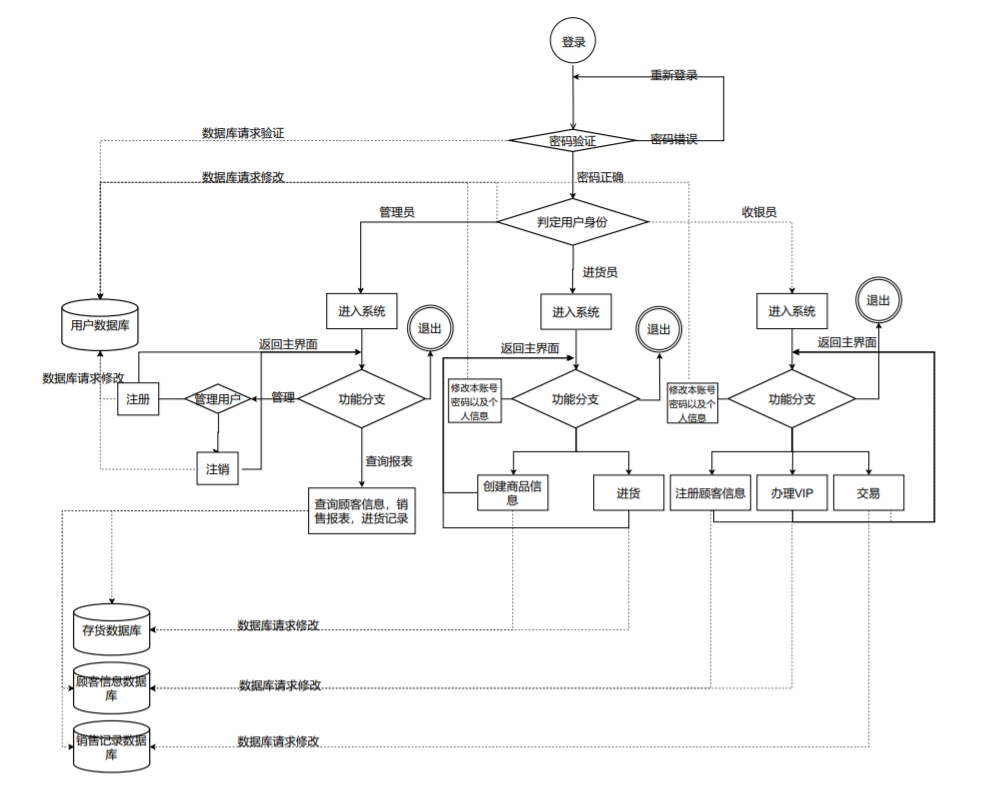 登录
重新登录
数据库请求验证
密码验证
密码错误
数据库请求修改
密码正确
管理员
判定用户身份
收银员
进货员
进入系统
进入系统
进入系统
退出
退出
退出
用户数据库
返回主界面
返回主界面
返回主界面
数据库请求修改
注册
管理用户
管理
功能分支
修改本账号
密码以及个
人信息
功能分支
修改本账号
密码以及个
人信息
功能分支
注销
查询报表
查询顾客信息，销
售报表，进货记录
创建商品信
息
进货
注册顾客信息
办理VIP
交易
存货数据库
数据库请求修改
顾客信息数据
库
数据库请求修改
销售记录数据
库
数据库请求修改